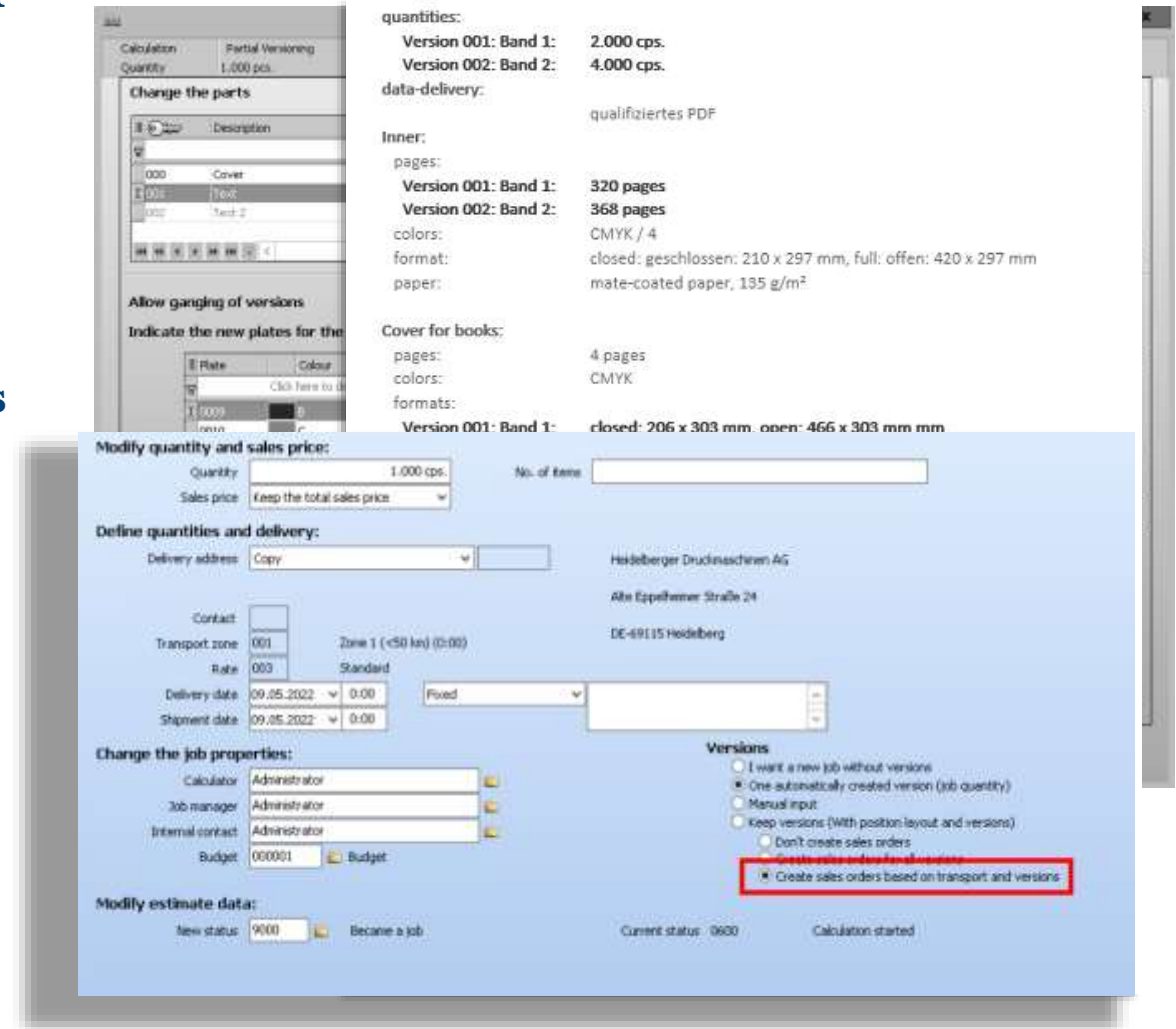 Calculation Partial Versioning
Quantity 1.000 pcs.
Change the parts
Description
000 Cover
001 Text
002 Text 2
Allow ganging of versions
Indicate the new plates for the
Plate Colour
Click here to
0009 B
0010 C
quantities:
Version 001: Band 1: 2.000 cps.
Version 002: Band 2: 4.000 cps.
data-delivery:
qualifiziertes PDF
Inner:
pages:
Version 001: Band 1: 320 pages
Version 002: Band 2: 368 pages
colors: CMYK / 4
format: closed: geschlossen: 210 x 297 mm, full: offen: 420 x 297 mm
paper: mate-coated paper, 135 g/m²
Cover for books:
pages: 4 pages
colors: CMYK
formats:
Version 001: Band 1: closed: 206 x 303 mm, open: 466 x 303 mm mm
Modify quantity and sales price:
Quantity 1.000 cps. No. of items
Sales price Keep the total sales price
Define quantities and delivery:
Delivery address Copy Heidelberger Druckmaschinen AG
Alte Eppelheimer Straße 24
Contact
DE-69115 Heidelberg
Transport zone 001 Zone 1 (<50 km) (0:00)
Rate 003 Standard
Delivery date 09.05.2022 0:00 Fixed
Shipment date 09.05.2022 0:00
Change the job properties:
Calculator Administrator
Job manager Administrator
Internal contact Administrator
Budget 000001 Budget
Versions
I want a new job without versions
One automatically created version (job quantity)
Manual input
Keep versions (With position layout and versions)
Don't create sales orders
Create sales orders for all versions
Create sales orders based on transport and versions
Modify estimate data:
New status 9000 Became a job Current status 0600 Calculation started